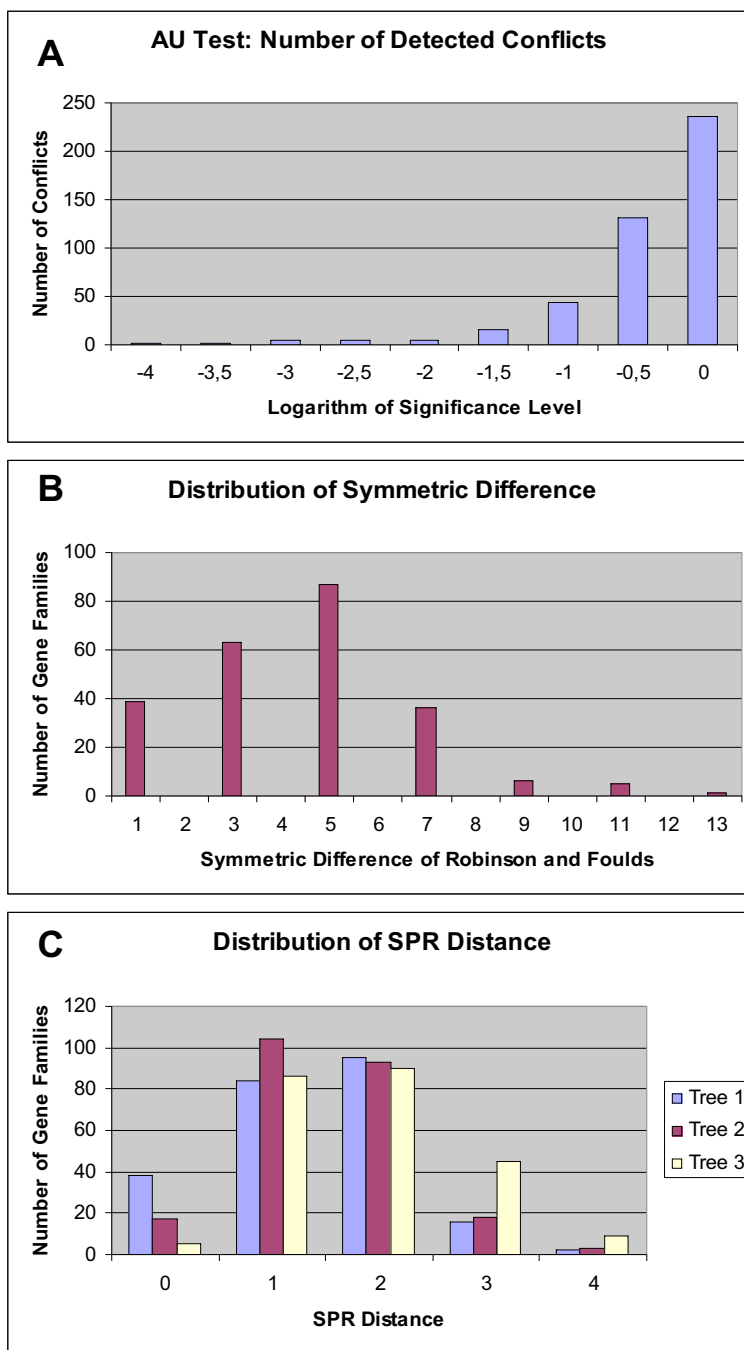 A
AU Test: Number of Detected Conflicts
Number of Conflicts
250
200
150
100
50
0
-4 -3,5 -3 -2,5 -2 -1,5 -1 -0,5 0
Logarithm of Significance Level
B
Distribution of Symmetric Difference
Number of Gene Families
100
80
60
40
20
0
1 2 3 4 5 6 7 8 9 10 11 12 13
Symmetric Difference of Robinson and Foulds
C
Distribution of SPR Distance
Number of Gene Families
120
100
80
60
40
20
0
0 1 2 3 4
SPR Distance
Tree 1
Tree 2
Tree 3